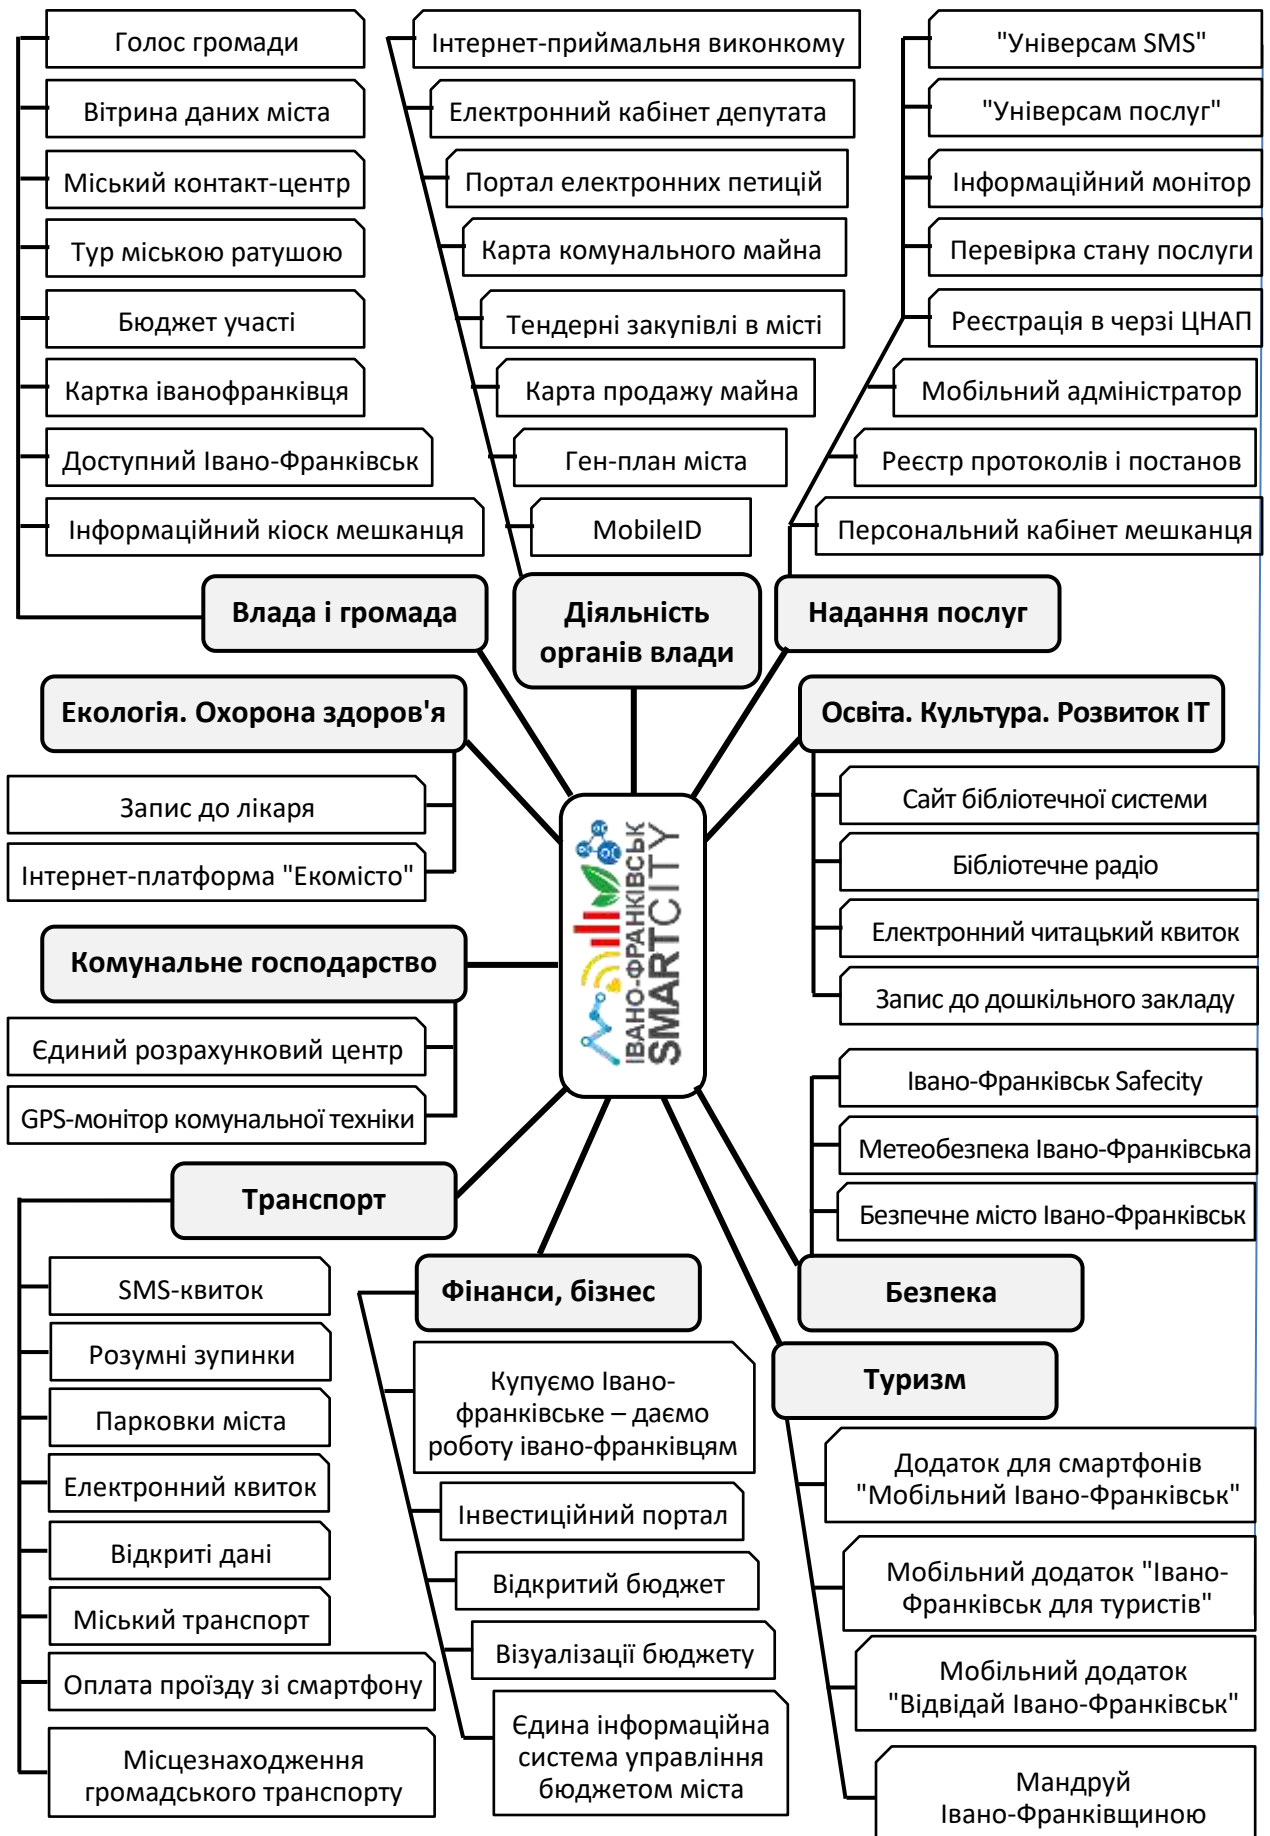 Голос громади
Вітрина даних міста
Міський контакт-центр
Тур міською ратушою
Бюджет участі
Картка іванофранківця
Доступний Івано-Франківськ
Інформаційний кіоск мешканця
Влада і громада
Інтернет-приймальня виконкому
Електронний кабінет депутата
Портал електронних петицій
Карта комунального майна
Тендерні закупівлі в місті
Карта продажу майна
Ген-план міста
MobileID
Діяльність
органів влади
"Універсам SMS"
"Універсам послуг"
Інформаційний монітор
Перевірка стану послуги
Реєстрація в черзі ЦНАП
Мобільний адміністратор
Реєстр протоколів і постанов
Персональний кабінет мешканця
Надання послуг
Екологія. Охорона здоров'я
Запис до лікаря
Інтернет-платформа "Екомісто"
Комунальне господарство
Єдиний розрахунковий центр
GPS-монітор комунальної техніки
ІВАНО-ФРАНКІВСЬК
SMARTCITY
Освіта. Культура. Розвиток ІТ
Сайт бібліотечної системи
Бібліотечне радіо
Електронний читацький квиток
Запис до дошкільного закладу
Івано-Франківськ Safecity
Метеобезпека Івано-Франківська
Безпечне місто Івано-Франківськ
Безпека
Транспорт
SMS-квиток
Розумні зупинки
Парковки міста
Електронний квиток
Відкриті дані
Міський транспорт
Оплата проїзду зі смартфону
Місцезнаходження
громадського транспорту
Фінанси, бізнес
Купуємо Івано-
франківське – даємо
роботу івано-франківцям
Інвестиційний портал
Відкритий бюджет
Візуалізації бюджету
Єдина інформаційна
система управління
бюджетом міста
Туризм
Додаток для смартфонів
"Мобільний Івано-Франківськ"
Мобільний додаток "Івано-
Франківськ для туристів"
Мобільний додаток
"Відвідай Івано-Франківськ"
Мандруй
Івано-Франківщиною